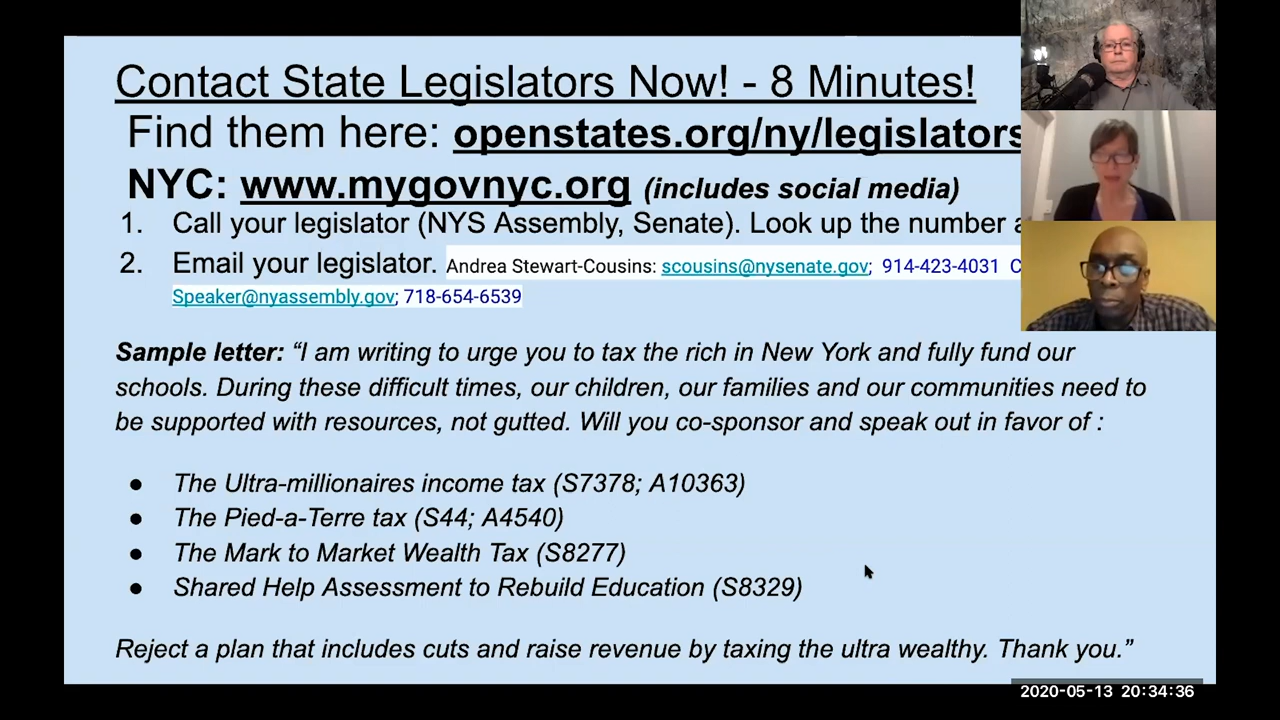 Contact State Legislators Now! - 8 Minutes!
Find them here: openstates.org/ny/legislators
NYC: www.mygovnyc.org (includes social media)
1. Call your legislator (NYS Assembly, Senate). Look up the number
2. Email your legislator. Andrea Stewart-Cousins: scousins@nysenate.gov; 914-423-4031
Speaker@nyassembly.gov; 718-654-6539
Sample letter: “I am writing to urge you to tax the rich in New York and fully fund our
schools. During these difficult times, our children, our families and our communities need to
be supported with resources, not gutted. Will you co-sponsor and speak out in favor of :
● The Ultra-millionaires income tax (S7378; A10363)
● The Pied-a-Terre tax (S44; A4540)
● The Mark to Market Wealth Tax (S8277)
● Shared Help Assessment to Rebuild Education (S8329)
Reject a plan that includes cuts and raise revenue by taxing the ultra wealthy. Thank you.”
2020-05-13 20:34:36